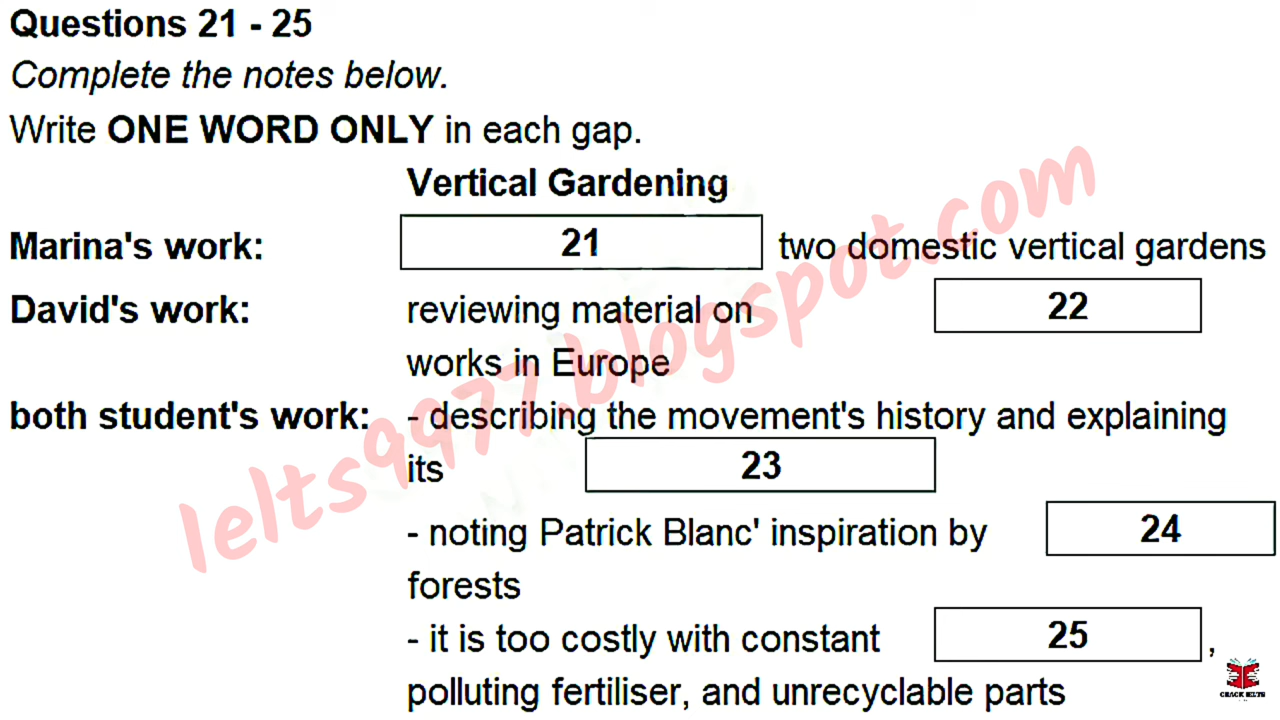 Questions 21 - 25
Complete the notes below.
Write ONE WORD ONLY in each gap.
Vertical Gardening
Marina's work: 21 two domestic vertical gardens
David's work: reviewing material on 22
works in Europe
both student's work: - describing the movement's history and explaining
its 23
- noting Patrick Blanc' inspiration by 24
forests
- it is too costly with constant 25 ,
polluting fertiliser, and unrecyclable parts
Ielts9977.blogspot.com
CRACK IELTS